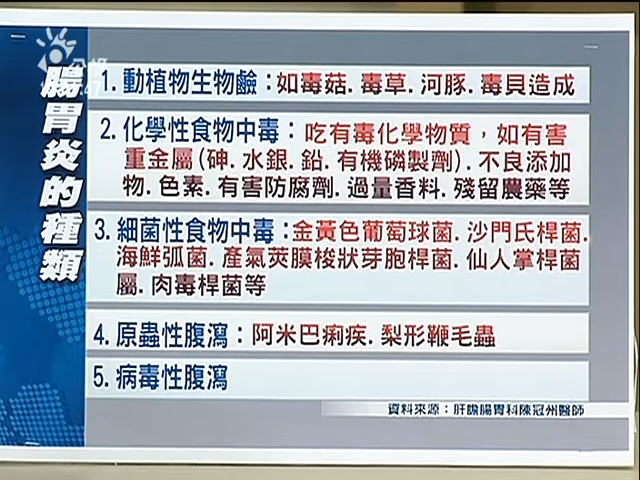 公視
腸胃炎的種類
1. 動植物生物鹼：如毒菇. 毒草. 河豚. 毒貝造成
2. 化學性食物中毒：吃有毒化學物質，如有害
重金屬(砷. 水銀. 鉛. 有機磷製劑). 不良添加
物. 色素. 有害防腐劑. 過量香料. 殘留農藥等
3. 細菌性食物中毒：金黃色葡萄球菌. 沙門氏桿菌.
海鮮弧菌. 產氣莢膜梭狀芽胞桿菌. 仙人掌桿菌
屬. 肉毒桿菌等
4. 原蟲性腹瀉：阿米巴痢疾. 梨形鞭毛蟲
5. 病毒性腹瀉
資料來源：肝膽腸胃科陳冠州醫師